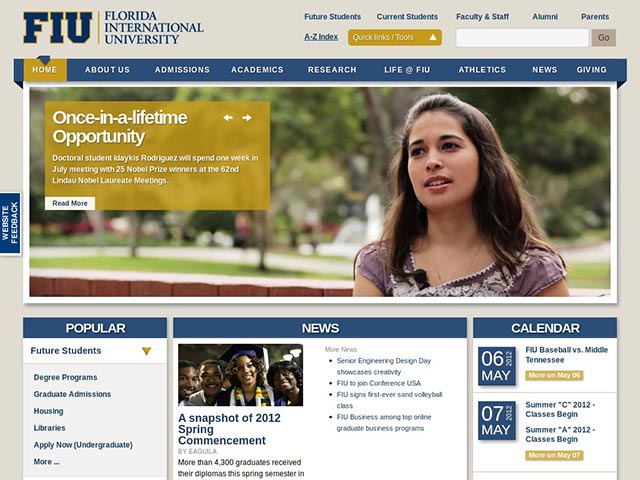 FIU FLORIDA
INTERNATIONAL
UNIVERSITY
Future Students Current Students Faculty & Staff Alumni Parents
A-Z Index Quick links / Tools Go
HOME ABOUT US ADMISSIONS ACADEMICS RESEARCH LIFE @ FIU ATHLETICS NEWS GIVING
Once-in-a-lifetime
Opportunity
Doctoral student Idaykis Rodriguez will spend one week in
July meeting with 25 Nobel Prize winners at the 62nd
Lindau Nobel Laureate Meetings.
Read More
WEBSITE
FEEDBACK
POPULAR
Future Students
Degree Programs
Graduate Admissions
Housing
Libraries
Apply Now (Undergraduate)
More ...
NEWS
A snapshot of 2012
Spring
Commencement
BY EAGUILA
More than 4,300 graduates received
their diplomas this spring semester in
More News
Senior Engineering Design Day
showcases creativity
FIU to join Conference USA
FIU signs first-ever sand volleyball
class
FIU Business among top online
graduate business programs
CALENDAR
06
MAY
2012
FIU Baseball vs. Middle
Tennessee
More on May 06
07
MAY
2012
Summer "C" 2012 -
Classes Begin
Summer "A" 2012 -
Classes Begin
More on May 07